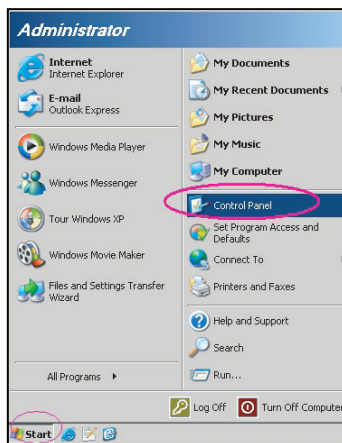 Administrator
Internet
Internet Explorer
E-mail
Outlook Express
Windows Media Player
Windows Messenger
Tour Windows XP
Windows Movie Maker
Files and Settings Transfer
Wizard
All Programs
My Documents
My Recent Documents
My Pictures
My Music
My Computer
Control Panel
Set Program Access and
Defaults
Connect To
Printers and Faxes
Help and Support
Search
Run...
Log Off
Turn Off Computer
Start